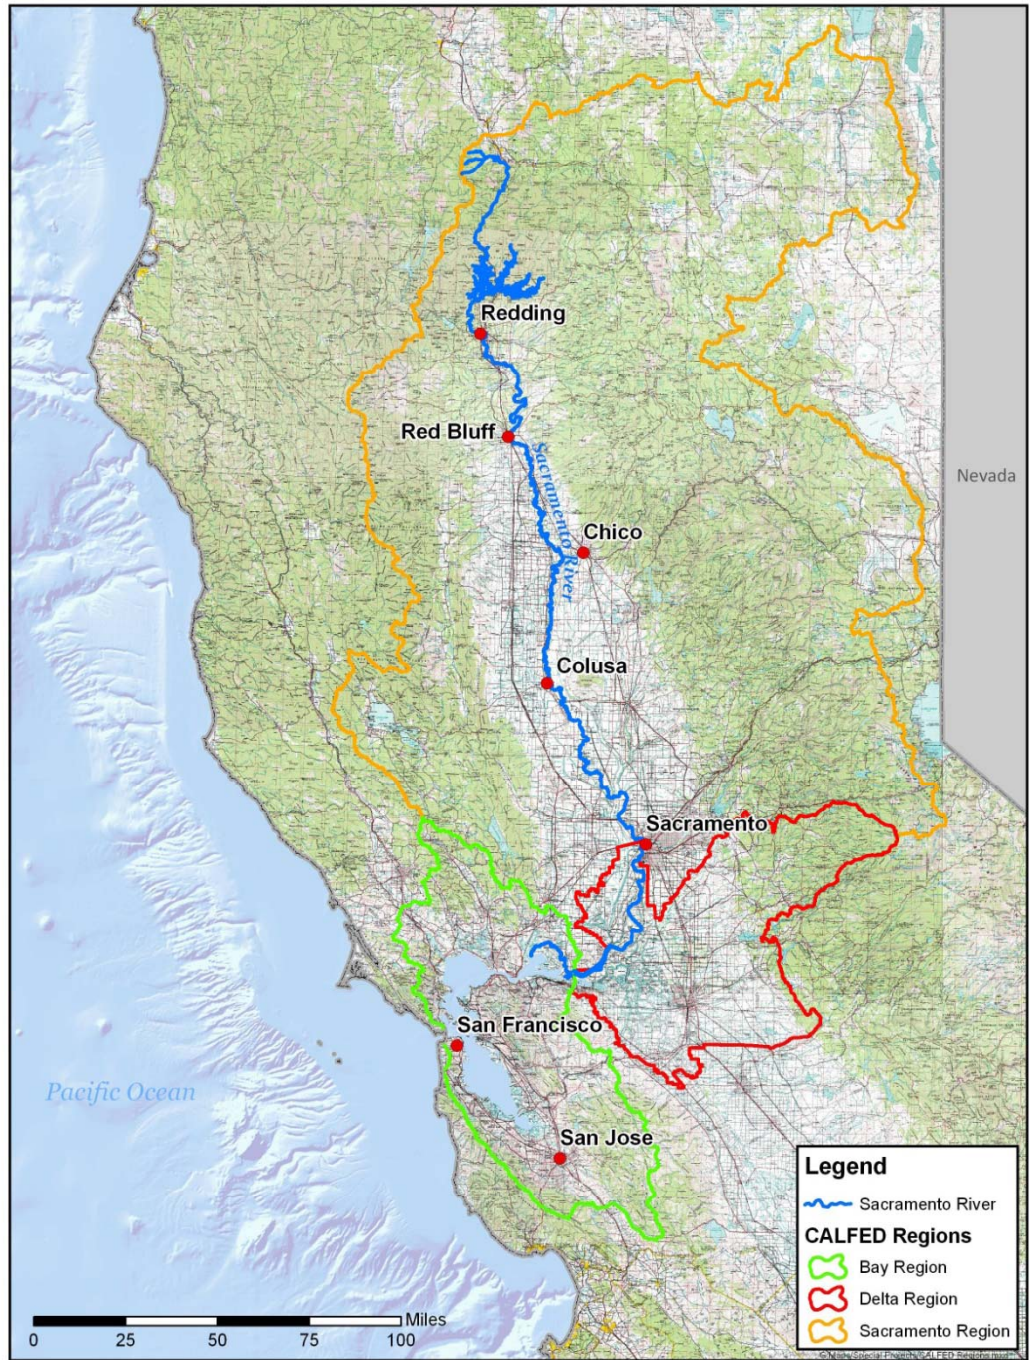 Redding
Red Bluff
Sacramento River
Nevada
Chico
Colusa
Sacramento
San Francisco
Pacific Ocean
San Jose
Legend
Sacramento River
CALFED Regions
Bay Region
Delta Region
Sacramento Region
Miles
0 25 50 75 100